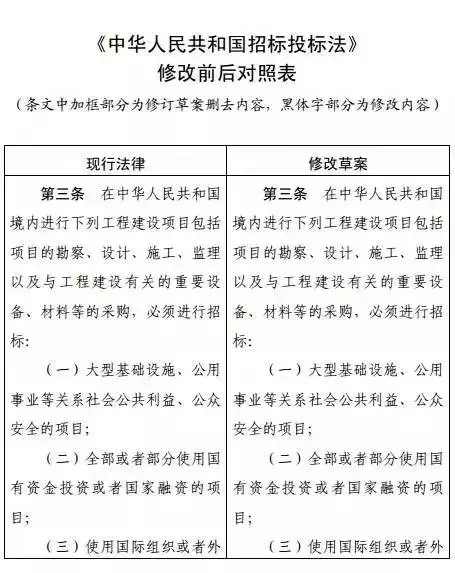 《中华人民共和国招标投标法》
修改前后对照表
（条文中加框部分为修订草案删去内容，黑体字部分为修改内容）
现行法律
第三条 在中华人民共和国
境内进行下列工程建设项目包括
项目的勘察、设计、施工、监理
以及与工程建设有关的重要设
备、材料等的采购，必须进行招
标：
（一）大型基础设施、公用
事业等关系社会公共利益、公众
安全的项目；
（二）全部或者部分使用国
有资金投资或者国家融资的项
目；
（三）使用国际组织或者外
修改草案
第三条 在中华人民共和国
境内进行下列工程建设项目包括
项目的勘察、设计、施工、监理
以及与工程建设有关的重要设
备、材料等的采购，必须进行招
标：
（一）大型基础设施、公用
事业等关系社会公共利益、公众
安全的项目；
（二）全部或者部分使用国
有资金投资或者国家融资的项
目；
（三）使用国际组织或者外